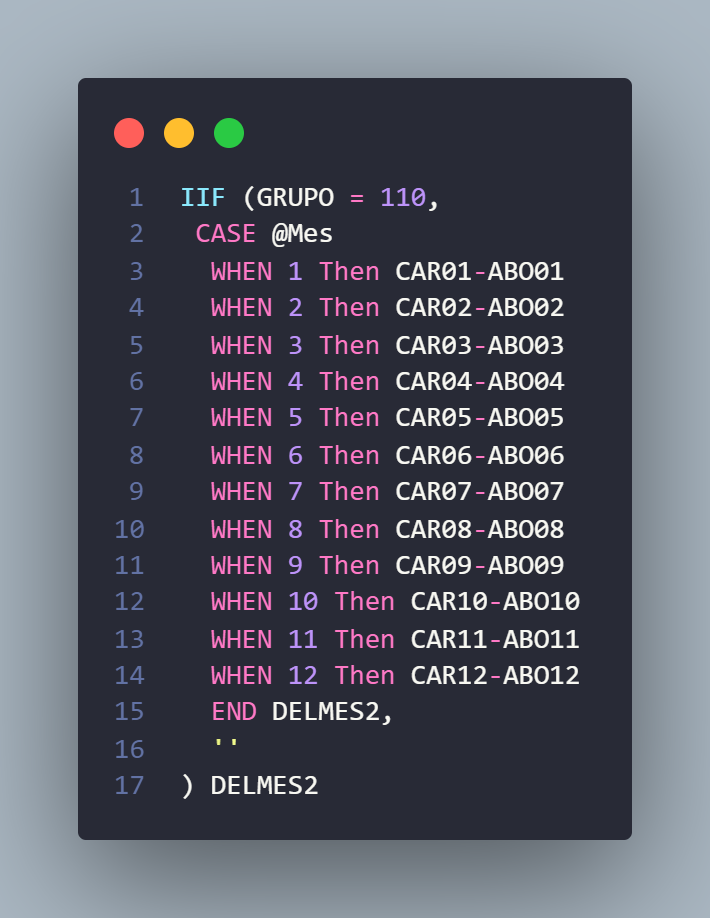 1 IIF (GRUPO = 110,
2 CASE @Mes
3 WHEN 1 Then CAR01-ABO01
4 WHEN 2 Then CAR02-ABO02
5 WHEN 3 Then CAR03-ABO03
6 WHEN 4 Then CAR04-ABO04
7 WHEN 5 Then CAR05-ABO05
8 WHEN 6 Then CAR06-ABO06
9 WHEN 7 Then CAR07-ABO07
10 WHEN 8 Then CAR08-ABO08
11 WHEN 9 Then CAR09-ABO09
12 WHEN 10 Then CAR10-ABO10
13 WHEN 11 Then CAR11-ABO11
14 WHEN 12 Then CAR12-ABO12
15 END DELMES2,
16 ''
17 ) DELMES2